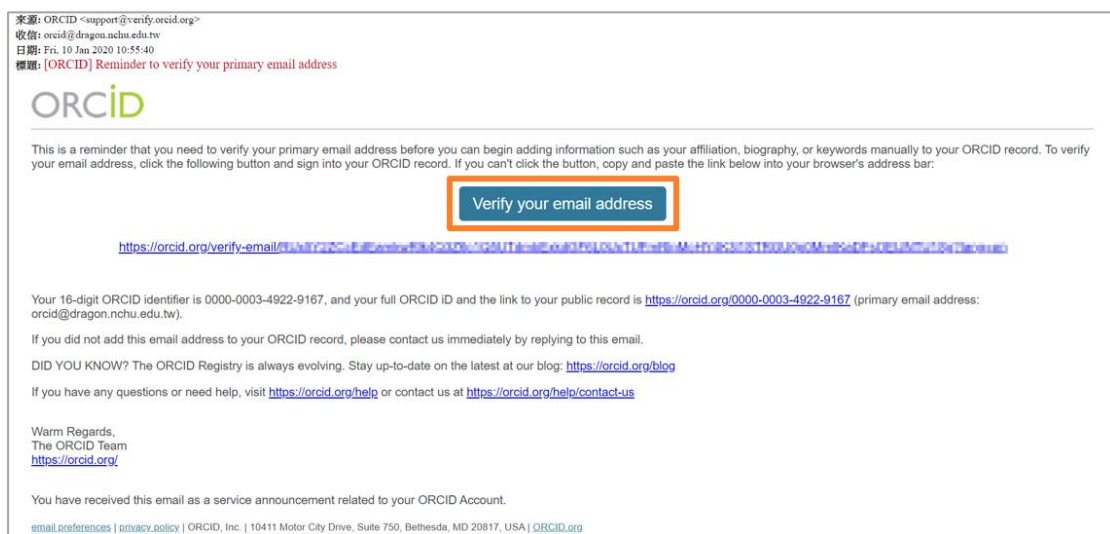 來源: ORCID <support@verify.orcid.org>
收信: orcid@dragon.nchu.edu.tw
日期: Fri, 10 Jan 2020 10:55:40
標題: [ORCID] Reminder to verify your primary email address
ORCiD
This is a reminder that you need to verify your primary email address before you can begin adding information such as your affiliation, biography, or keywords manually to your ORCID record. To verify
your email address, click the following button and sign into your ORCID record. If you can't click the button, copy and paste the link below into your browser's address bar:
Verify your email address
https://orcid.org/verify-email/
Your 16-digit ORCID identifier is 0000-0003-4922-9167, and your full ORCID iD and the link to your public record is https://orcid.org/0000-0003-4922-9167 (primary email address:
orcid@dragon.nchu.edu.tw).
If you did not add this email address to your ORCID record, please contact us immediately by replying to this email.
DID YOU KNOW? The ORCID Registry is always evolving. Stay up-to-date on the latest at our blog: https://orcid.org/blog
If you have any questions or need help, visit https://orcid.org/help or contact us at https://orcid.org/help/contact-us
Warm Regards,
The ORCID Team
https://orcid.org/
You have received this email as a service announcement related to your ORCID Account.
email preferences | privacy policy | ORCID, Inc. | 10411 Motor City Drive, Suite 750, Bethesda, MD 20817, USA | ORCID.org